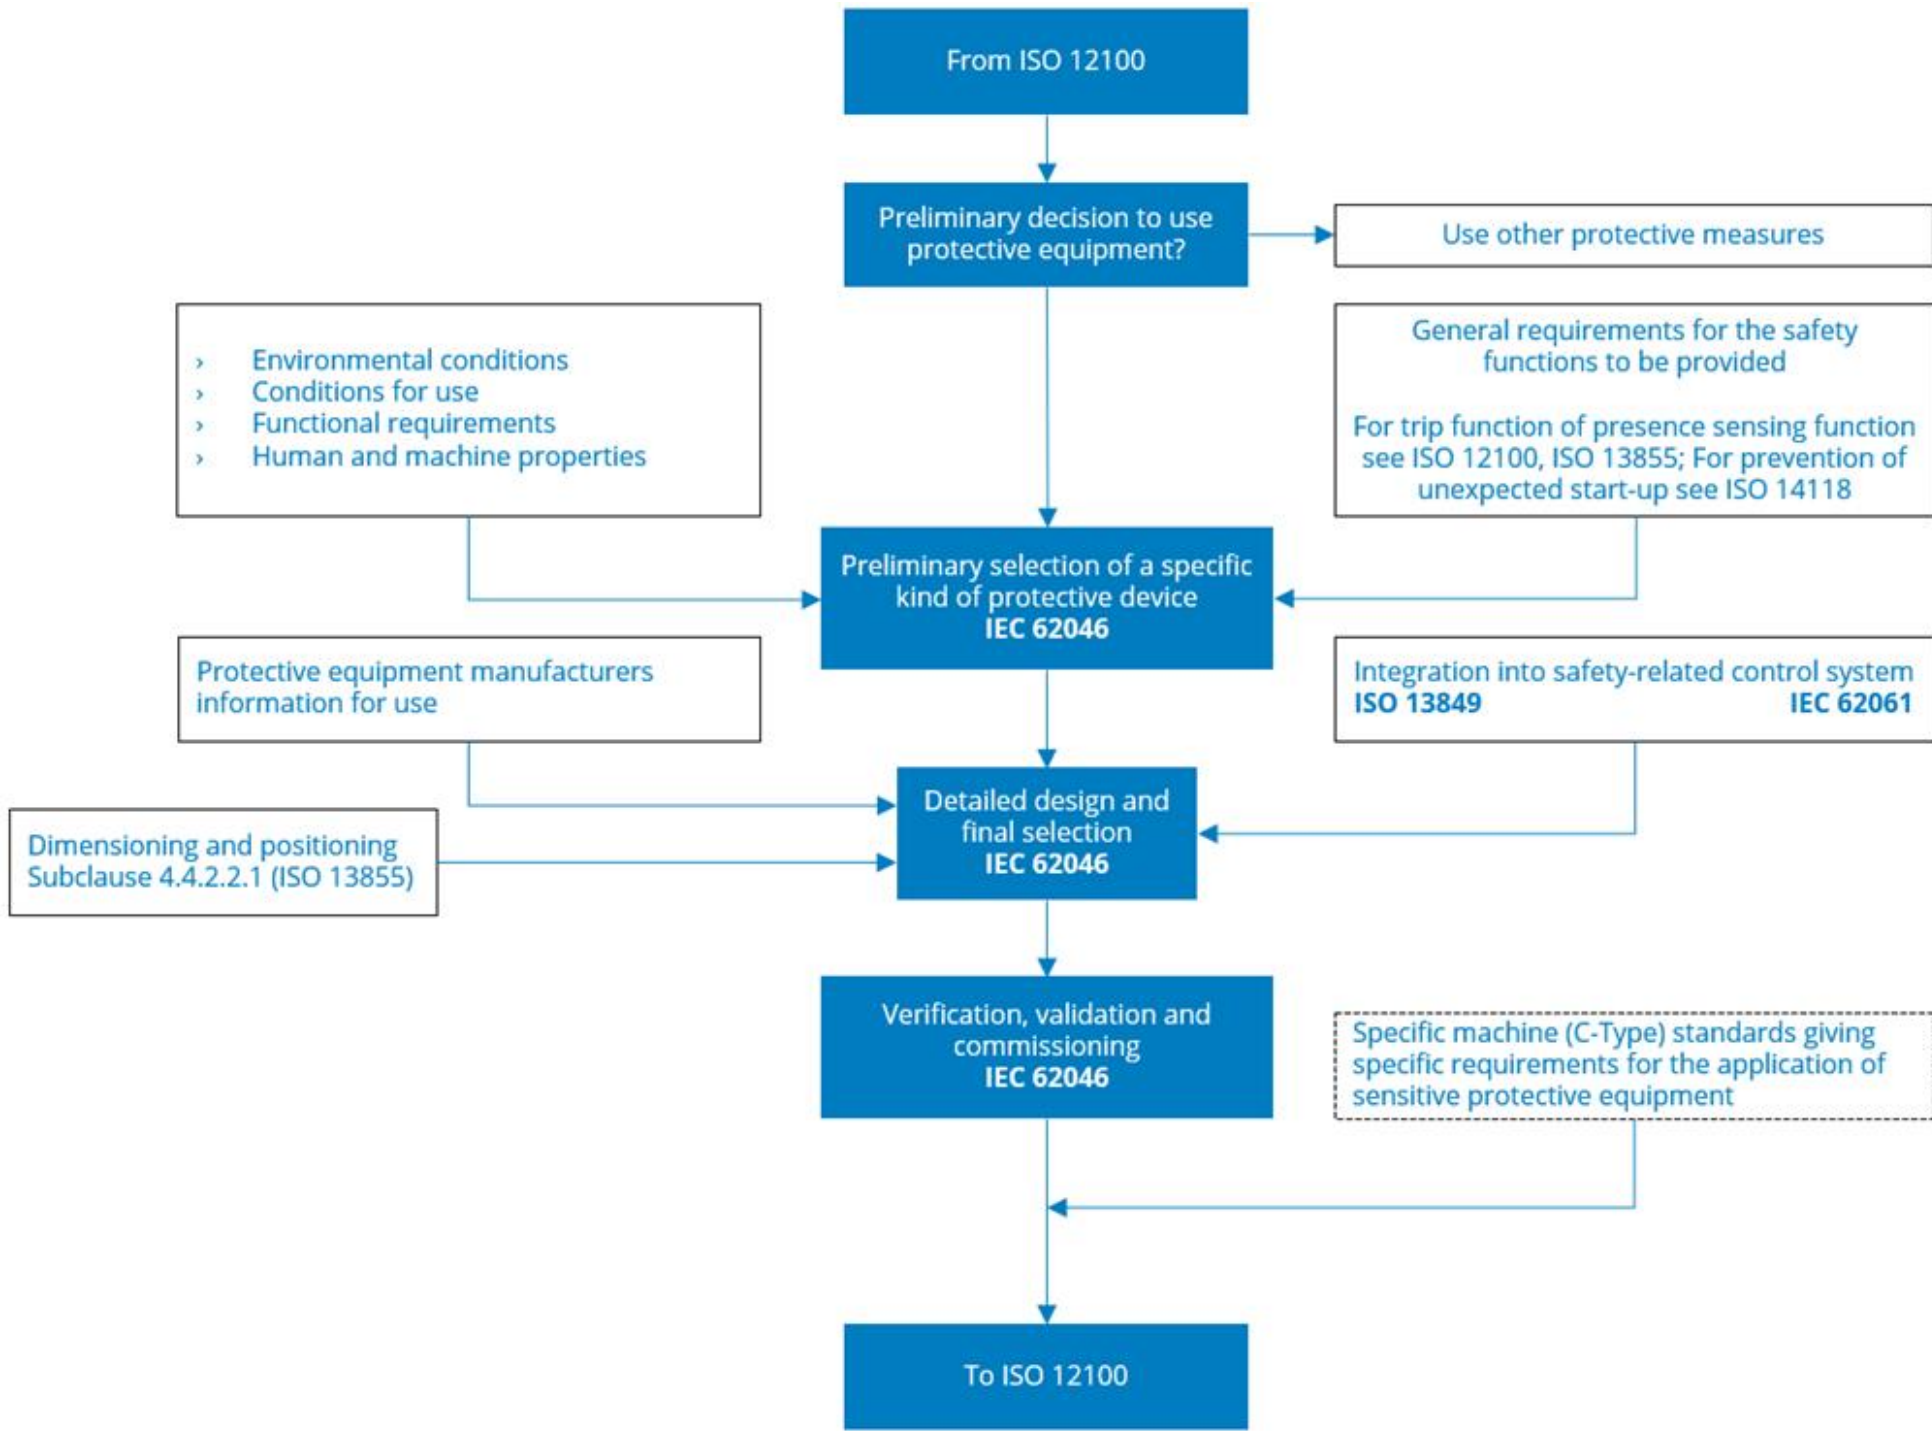 From ISO 12100
Preliminary decision to use
protective equipment?
Use other protective measures
› Environmental conditions
› Conditions for use
› Functional requirements
› Human and machine properties
General requirements for the safety
functions to be provided
For trip function of presence sensing function
see ISO 12100, ISO 13855; For prevention of
unexpected start-up see ISO 14118
Preliminary selection of a specific
kind of protective device
IEC 62046
Protective equipment manufacturers
information for use
Integration into safety-related control system
ISO 13849 IEC 62061
Detailed design and
final selection
IEC 62046
Dimensioning and positioning
Subclause 4.4.2.2.1 (ISO 13855)
Verification, validation and
commissioning
IEC 62046
Specific machine (C-Type) standards giving
specific requirements for the application of
sensitive protective equipment
To ISO 12100